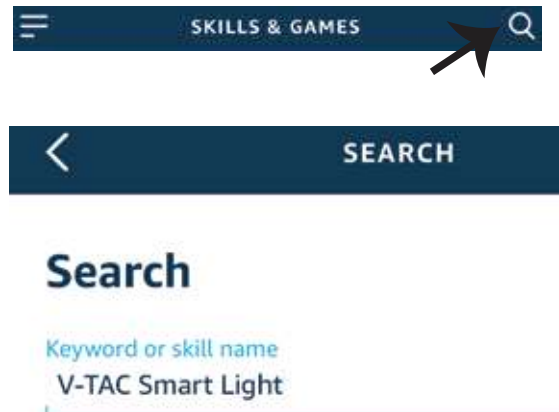 SKILLS & GAMES
SEARCH
Search
Keyword or skill name
V-TAC Smart Light